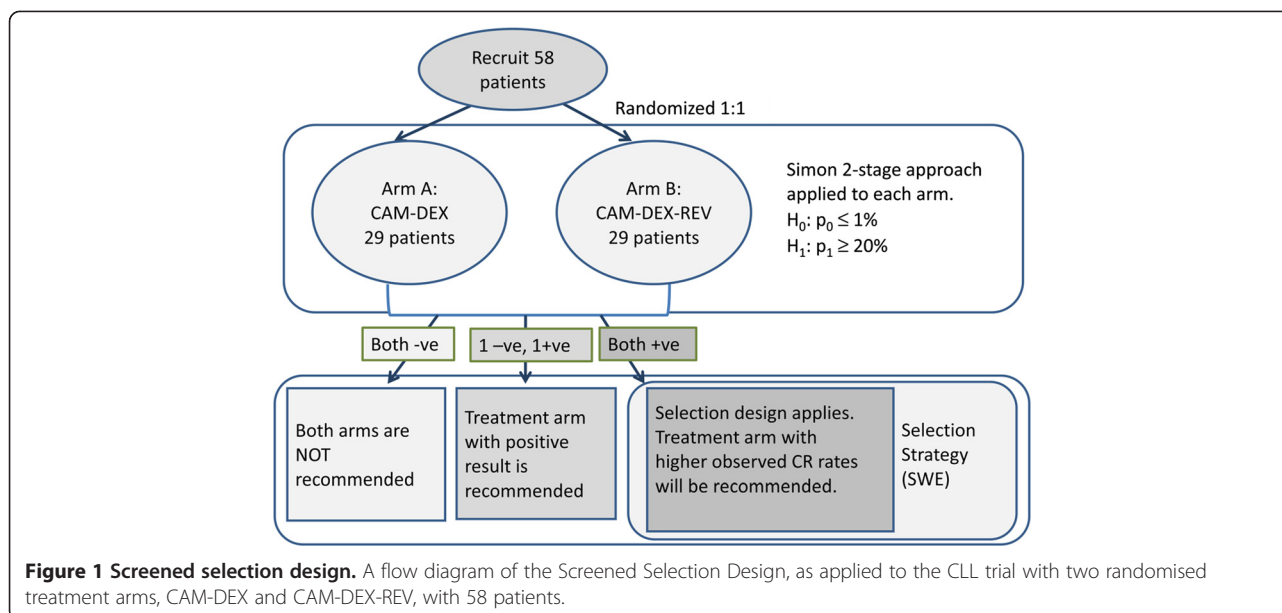 Recruit 58
patients
Randomized 1:1
Arm A:
CAM-DEX
29 patients
Arm B:
CAM-DEX-REV
29 patients
Simon 2-stage approach
applied to each arm.
H₀: p₀ ≤ 1%
H₁: p₁ ≥ 20%
Both -ve
1 –ve, 1+ve
Both +ve
Both arms are
NOT
recommended
Treatment arm
with positive
result is
recommended
Selection design applies.
Treatment arm with
higher observed CR rates
will be recommended.
Selection
Strategy
(SWE)
Figure 1 Screened selection design. A flow diagram of the Screened Selection Design, as applied to the CLL trial with two randomised
treatment arms, CAM-DEX and CAM-DEX-REV, with 58 patients.